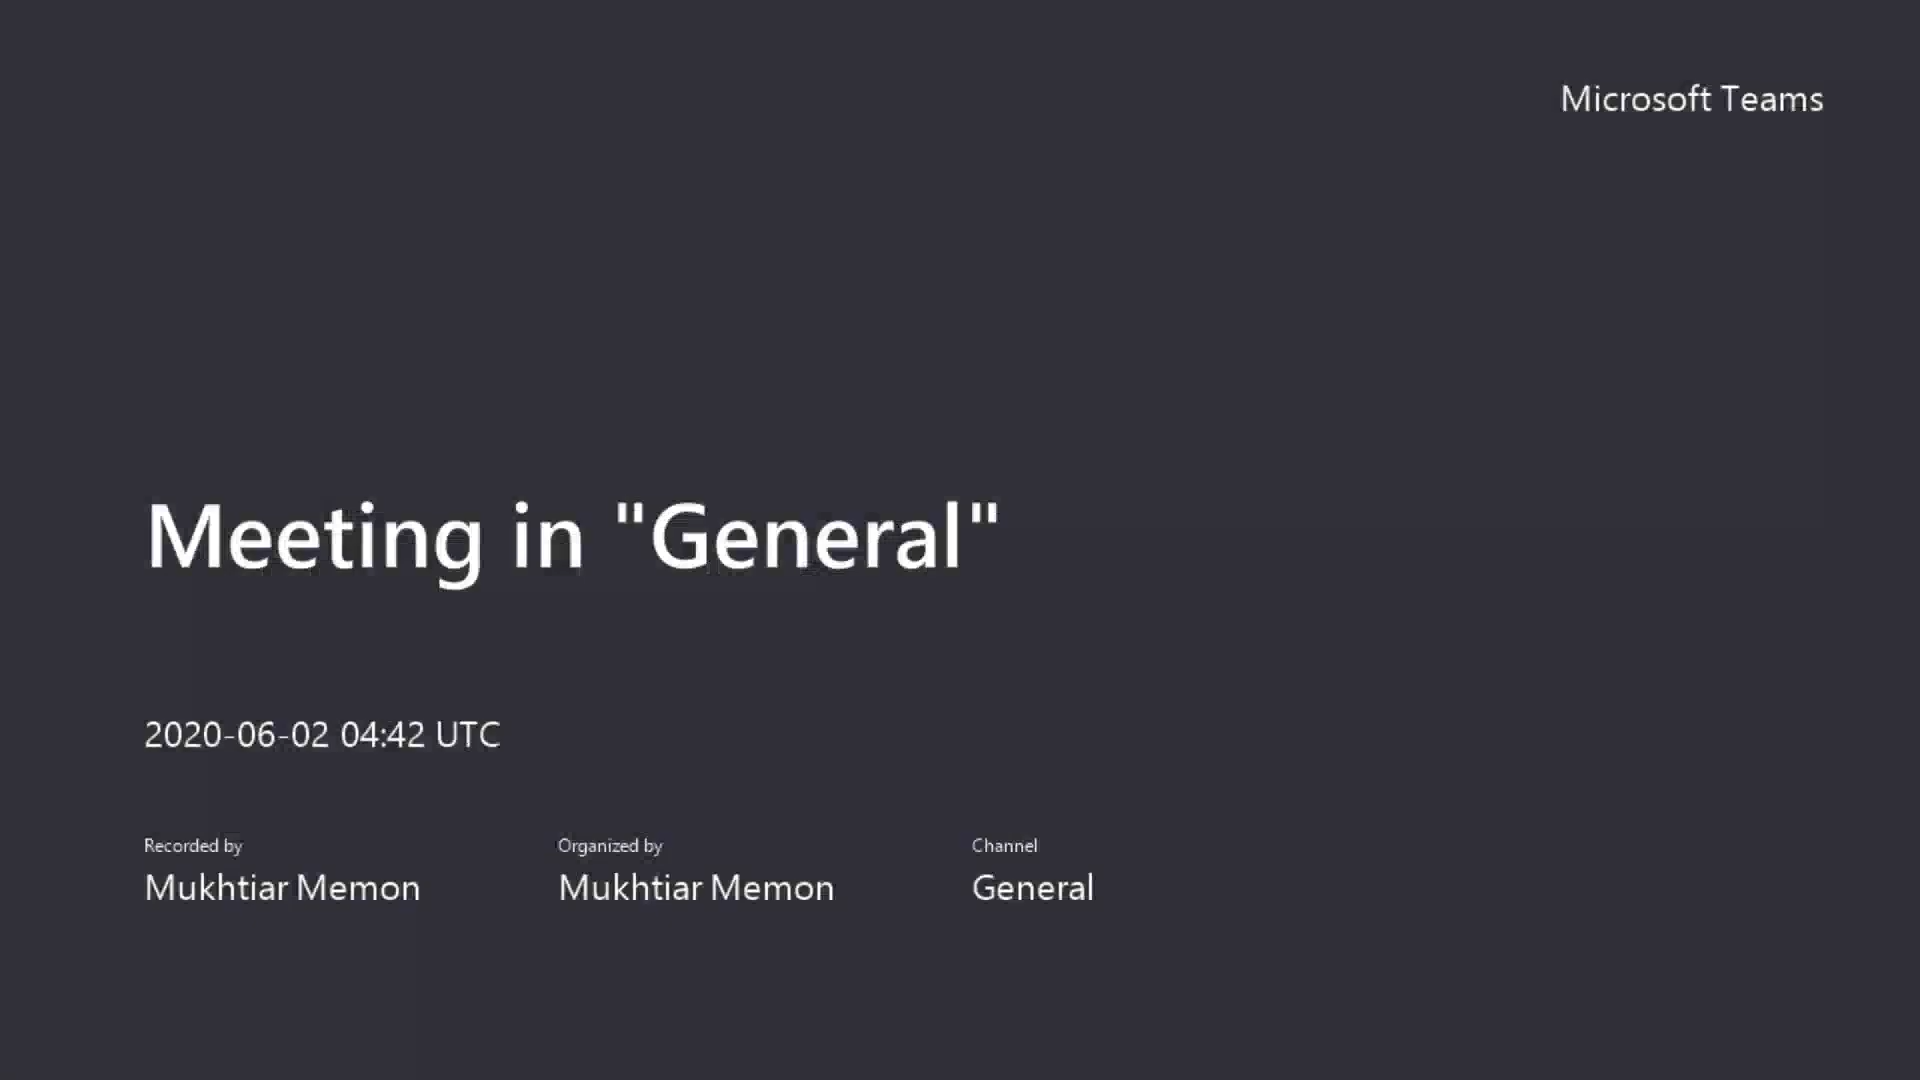 Microsoft Teams
Meeting in "General"
2020-06-02 04:42 UTC
Recorded by
Mukhtiar Memon
Organized by
Mukhtiar Memon
Channel
General